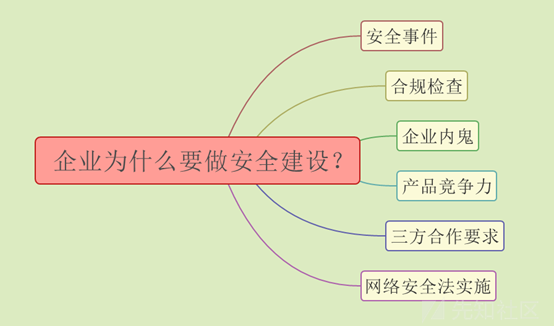 安全事件
合规检查
企业内鬼
企业为什么要做安全建设？
产品竞争力
三方合作要求
网络安全法实施